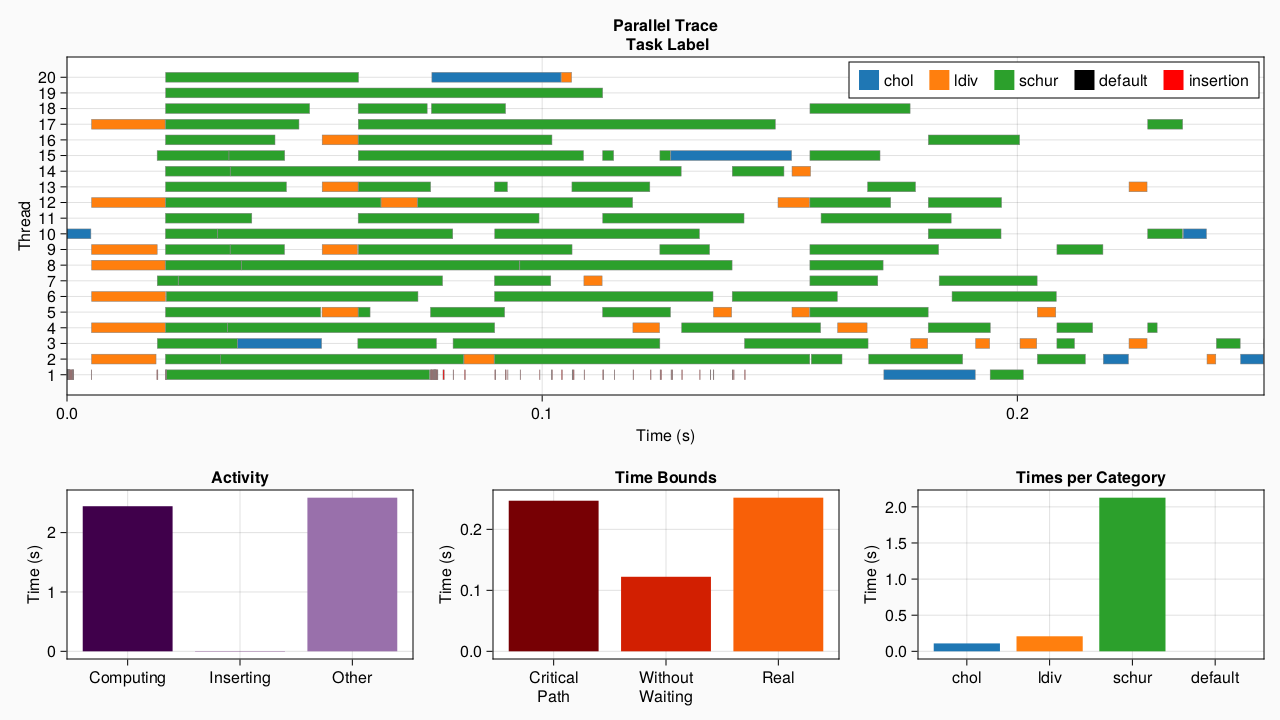 Parallel Trace
Task Label
chol ldiv schur default insertion
Thread
20
19
18
17
16
15
14
13
12
11
10
9
8
7
6
5
4
3
2
1
0.0 0.1 0.2
Time (s)
Activity
Time (s)
2
1
0
Computing Inserting Other
Time Bounds
Time (s)
0.2
0.1
0.0
Critical Path Without Waiting Real
Times per Category
Time (s)
2.0
1.5
1.0
0.5
0.0
chol ldiv schur default